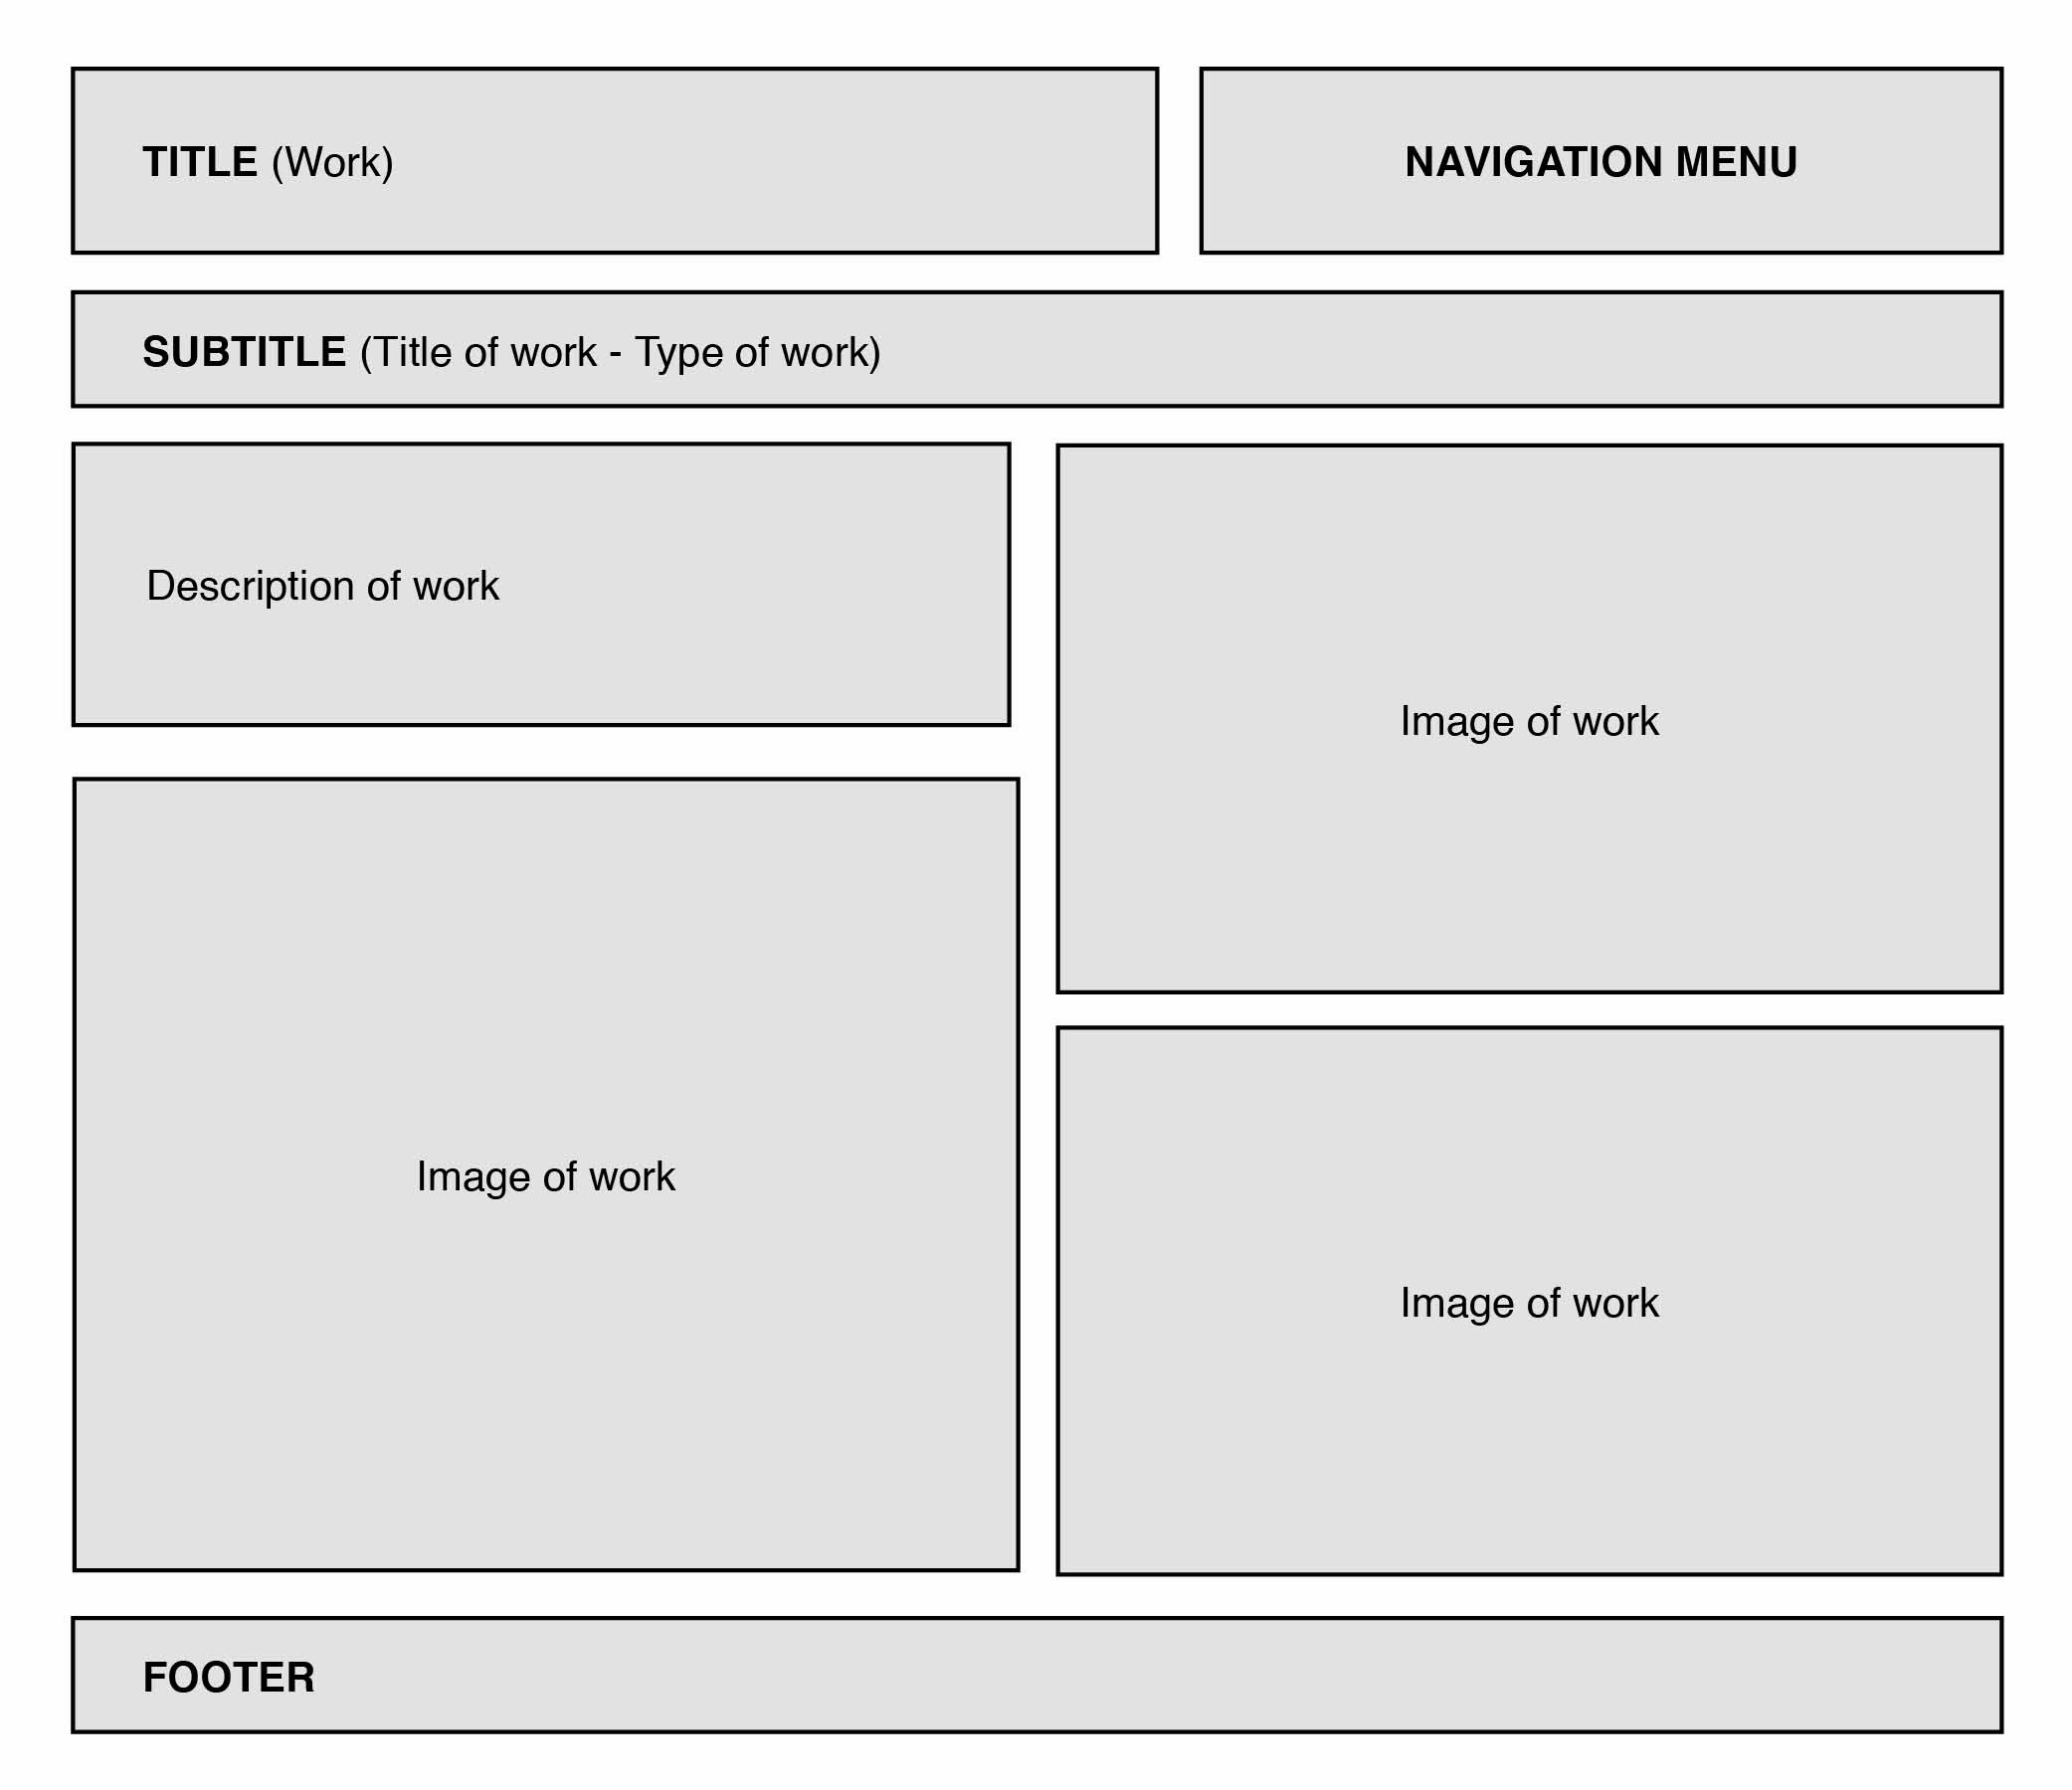 TITLE (Work)
NAVIGATION MENU
SUBTITLE (Title of work - Type of work)
Description of work
Image of work
Image of work
Image of work
FOOTER